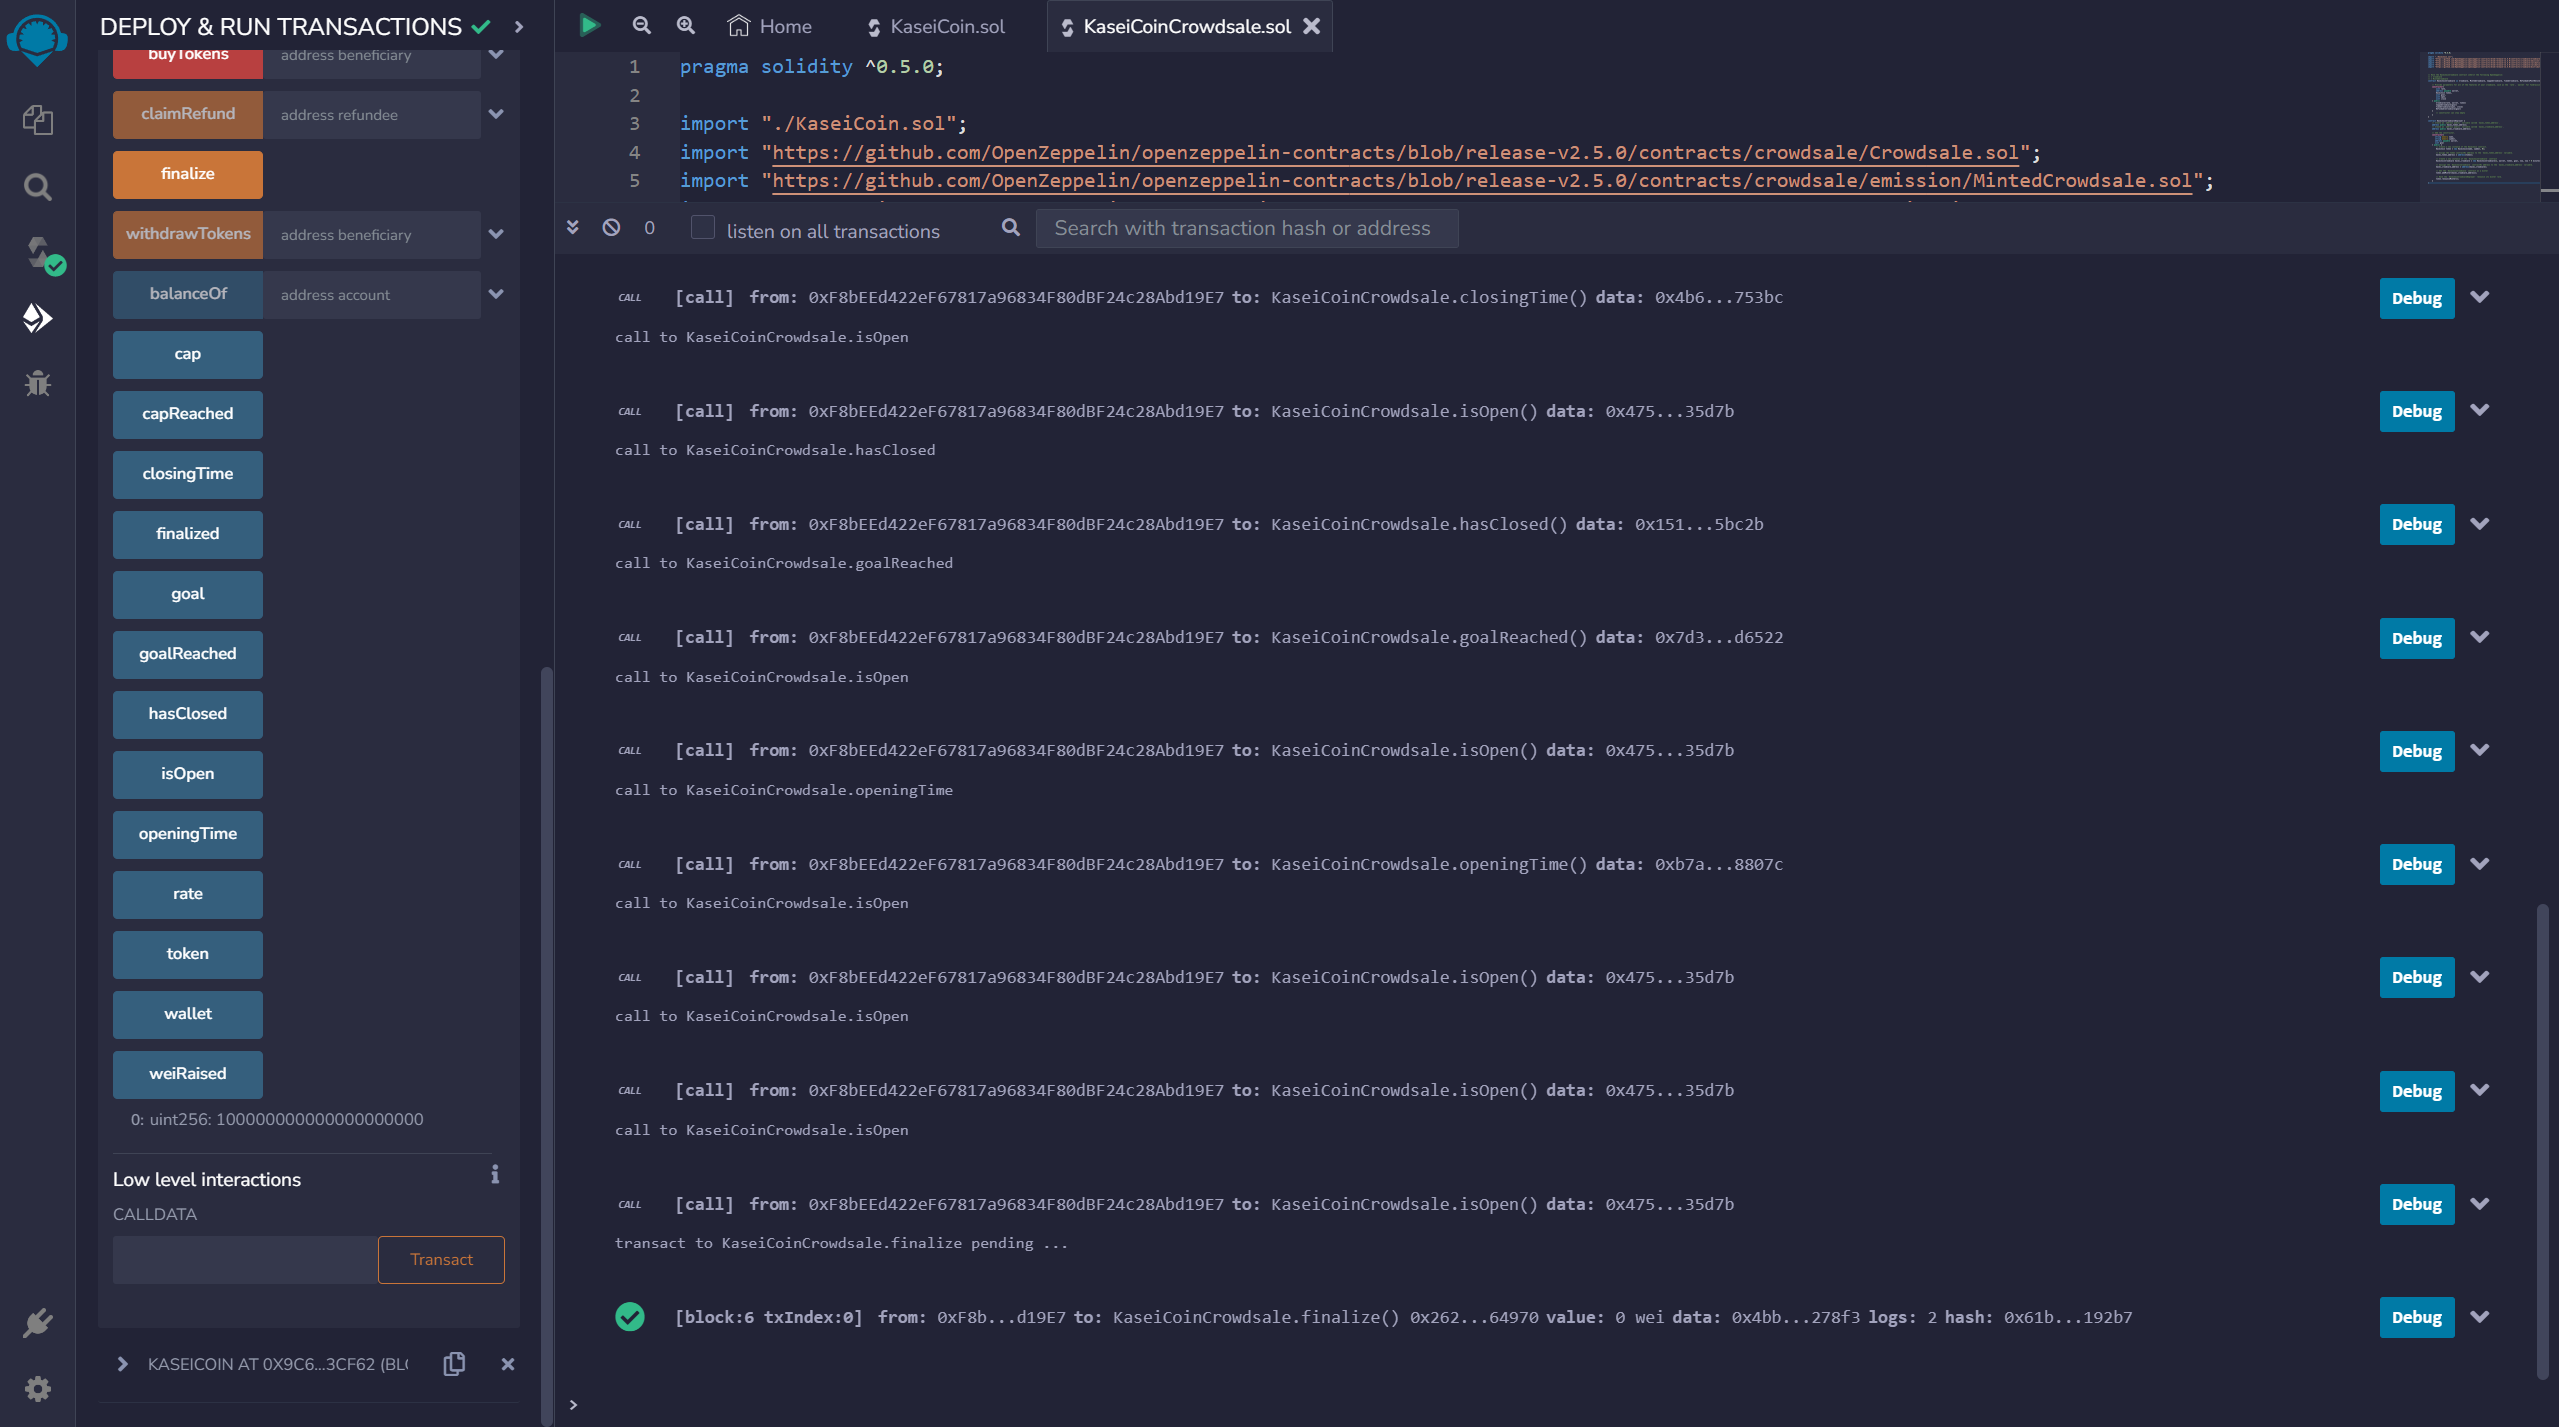 DEPLOY & RUN TRANSACTIONS
buyTokens address beneficiary
claimRefund address refundee
finalize
withdrawTokens address beneficiary
balanceOf address account
cap
capReached
closingTime
finalized
goal
goalReached
hasClosed
isOpen
openingTime
rate
token
wallet
weiRaised
0: uint256: 100000000000000000000
Low level interactions
CALLDATA
Transact
KASEICOIN AT 0X9C6...3CF62 (BLO
Home
KaseiCoin.sol
KaseiCoinCrowdsale.sol
1 pragma solidity ^0.5.0;
2
3 import "./KaseiCoin.sol";
4 import "https://github.com/OpenZeppelin/openzeppelin-contracts/blob/release-v2.5.0/contracts/crowdsale/Crowdsale.sol";
5 import "https://github.com/OpenZeppelin/openzeppelin-contracts/blob/release-v2.5.0/contracts/crowdsale/emission/MintedCrowdsale.sol";
0 listen on all transactions Search with transaction hash or address
CALL [call] from: 0xF8bEEd422eF67817a96834F80dBF24c28Abd19E7 to: KaseiCoinCrowdsale.closingTime() data: 0x4b6...753bc Debug
call to KaseiCoinCrowdsale.isOpen
CALL [call] from: 0xF8bEEd422eF67817a96834F80dBF24c28Abd19E7 to: KaseiCoinCrowdsale.isOpen() data: 0x475...35d7b Debug
call to KaseiCoinCrowdsale.hasClosed
CALL [call] from: 0xF8bEEd422eF67817a96834F80dBF24c28Abd19E7 to: KaseiCoinCrowdsale.hasClosed() data: 0x151...5bc2b Debug
call to KaseiCoinCrowdsale.goalReached
CALL [call] from: 0xF8bEEd422eF67817a96834F80dBF24c28Abd19E7 to: KaseiCoinCrowdsale.goalReached() data: 0x7d3...d6522 Debug
call to KaseiCoinCrowdsale.isOpen
CALL [call] from: 0xF8bEEd422eF67817a96834F80dBF24c28Abd19E7 to: KaseiCoinCrowdsale.isOpen() data: 0x475...35d7b Debug
call to KaseiCoinCrowdsale.openingTime
CALL [call] from: 0xF8bEEd422eF67817a96834F80dBF24c28Abd19E7 to: KaseiCoinCrowdsale.openingTime() data: 0xb7a...8807c Debug
call to KaseiCoinCrowdsale.isOpen
CALL [call] from: 0xF8bEEd422eF67817a96834F80dBF24c28Abd19E7 to: KaseiCoinCrowdsale.isOpen() data: 0x475...35d7b Debug
call to KaseiCoinCrowdsale.isOpen
CALL [call] from: 0xF8bEEd422eF67817a96834F80dBF24c28Abd19E7 to: KaseiCoinCrowdsale.isOpen() data: 0x475...35d7b Debug
call to KaseiCoinCrowdsale.isOpen
CALL [call] from: 0xF8bEEd422eF67817a96834F80dBF24c28Abd19E7 to: KaseiCoinCrowdsale.isOpen() data: 0x475...35d7b Debug
transact to KaseiCoinCrowdsale.finalize pending ...
[block:6 txIndex:0] from: 0xF8b...d19E7 to: KaseiCoinCrowdsale.finalize() 0x262...64970 value: 0 wei data: 0x4bb...278f3 logs: 2 hash: 0x61b...192b7 Debug
>